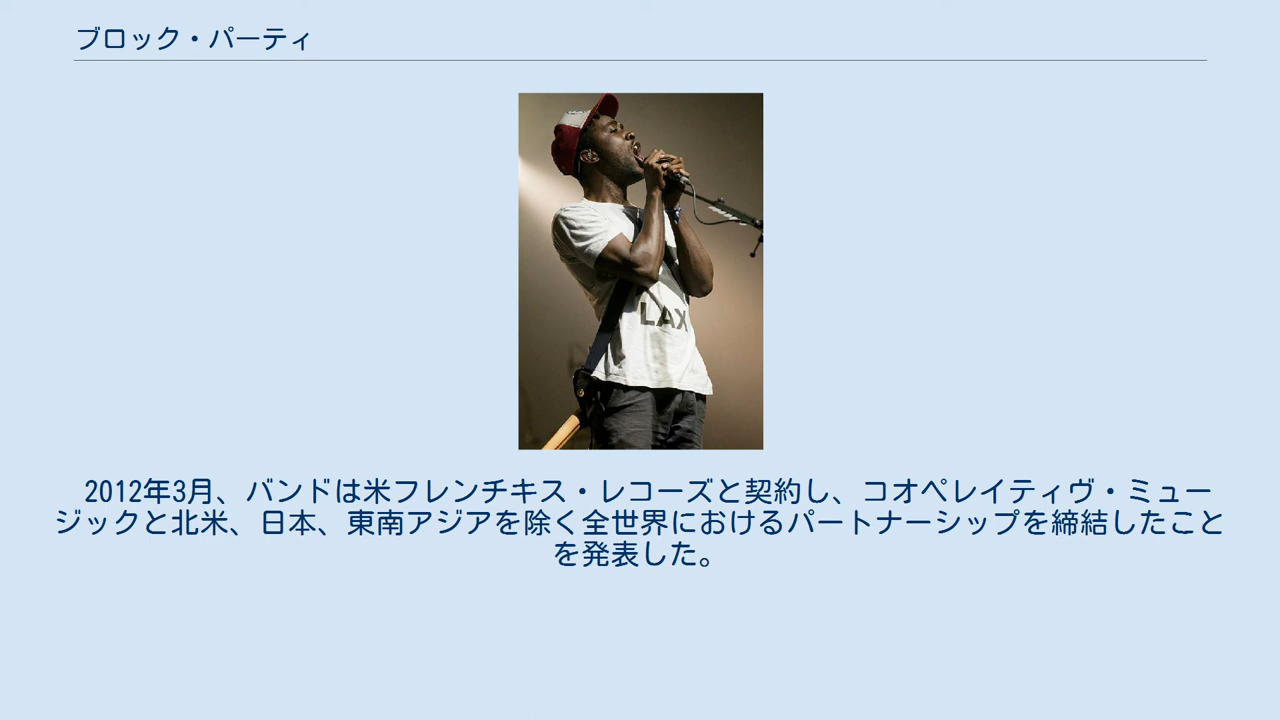 ブロック・パーティ
LAX
2012年3月、バンドは米フレンチキス・レコーズと契約し、コオペレイティヴ・ミュー
ジックと北米、日本、東南アジアを除く全世界におけるパートナーシップを締結したこと
を発表した。